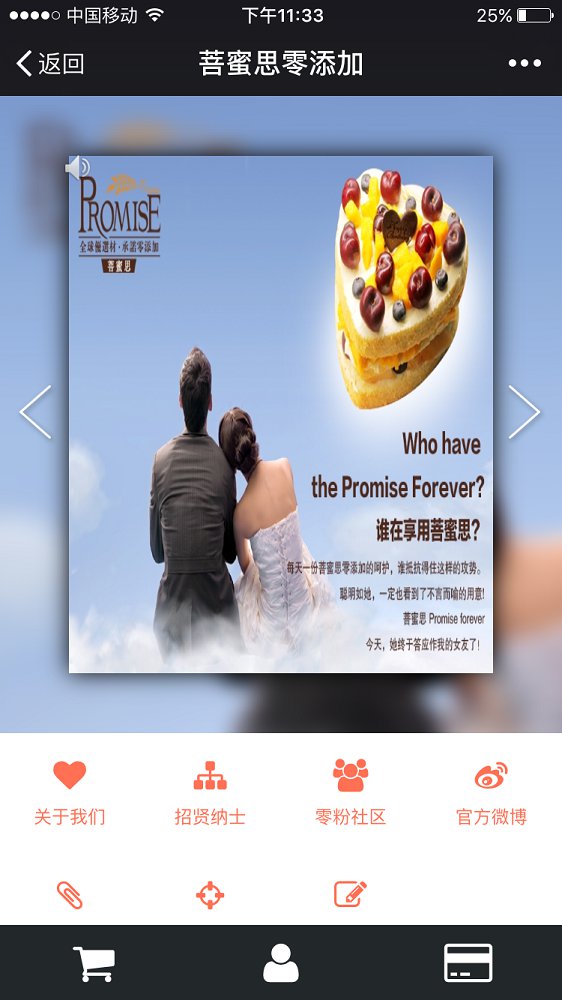 中国移动
下午11:33
25%
返回
菩蜜思零添加
PROMISE
全球優選材·承諾零添加
菩蜜思
Who have
the Promise Forever?
谁在享用菩蜜思?
每天一份菩蜜思零添加的呵护,谁抵抗得住这样的攻势。
聪明如她,一定也看到了不言而喻的用意!
菩蜜思 Promise forever
今天,她终于答应作我的女友了!
关于我们
招贤纳士
零粉社区
官方微博